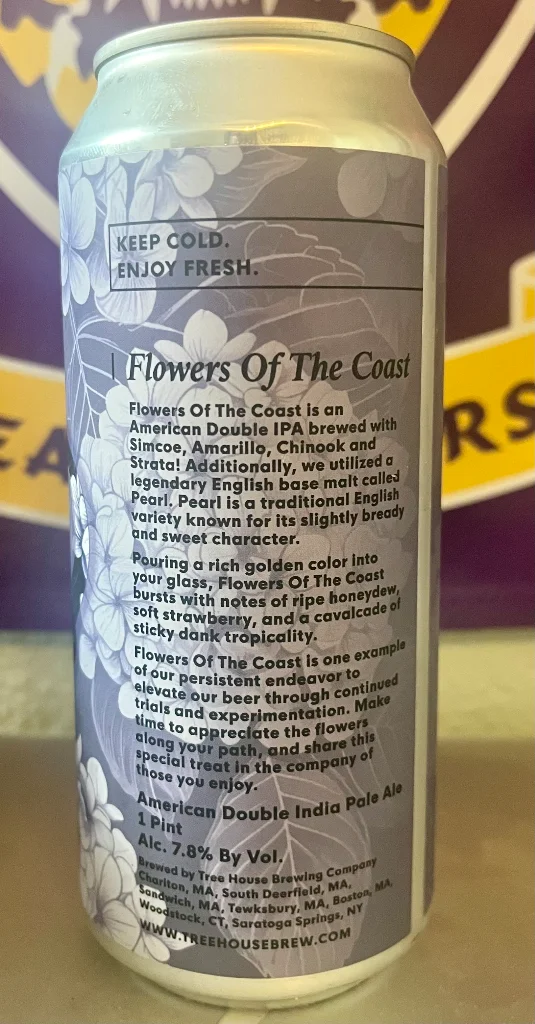 KEEP COLD.
ENJOY FRESH.
Flowers Of The Coast
Flowers Of The Coast is an
American Double IPA brewed with
Simcoe, Amarillo, Chinook and
Strata! Additionally, we utilized a
legendary English base malt called
Pearl. Pearl is a traditional English
variety known for its slightly bready
and sweet character.
Pouring a rich golden color into
your glass, Flowers Of The Coast
bursts with notes of ripe honeydew,
soft strawberry, and a cavalcade of
sticky dank tropicality.
Flowers Of The Coast is one example
of our persistent endeavor to
elevate our beer through continued
trials and experimentation. Make
time to appreciate the flowers
along your path, and share this
special treat in the company of
those you enjoy.
American Double India Pale Ale
1 Pint
Alc. 7.8% By Vol.
Brewed by Tree House Brewing Company
Charlton, MA, South Deerfield, MA,
Sandwich, MA, Tewksbury, MA, Boston, MA,
Woodstock, CT, Saratoga Springs, NY
WWW.TREEHOUSEBREW.COM